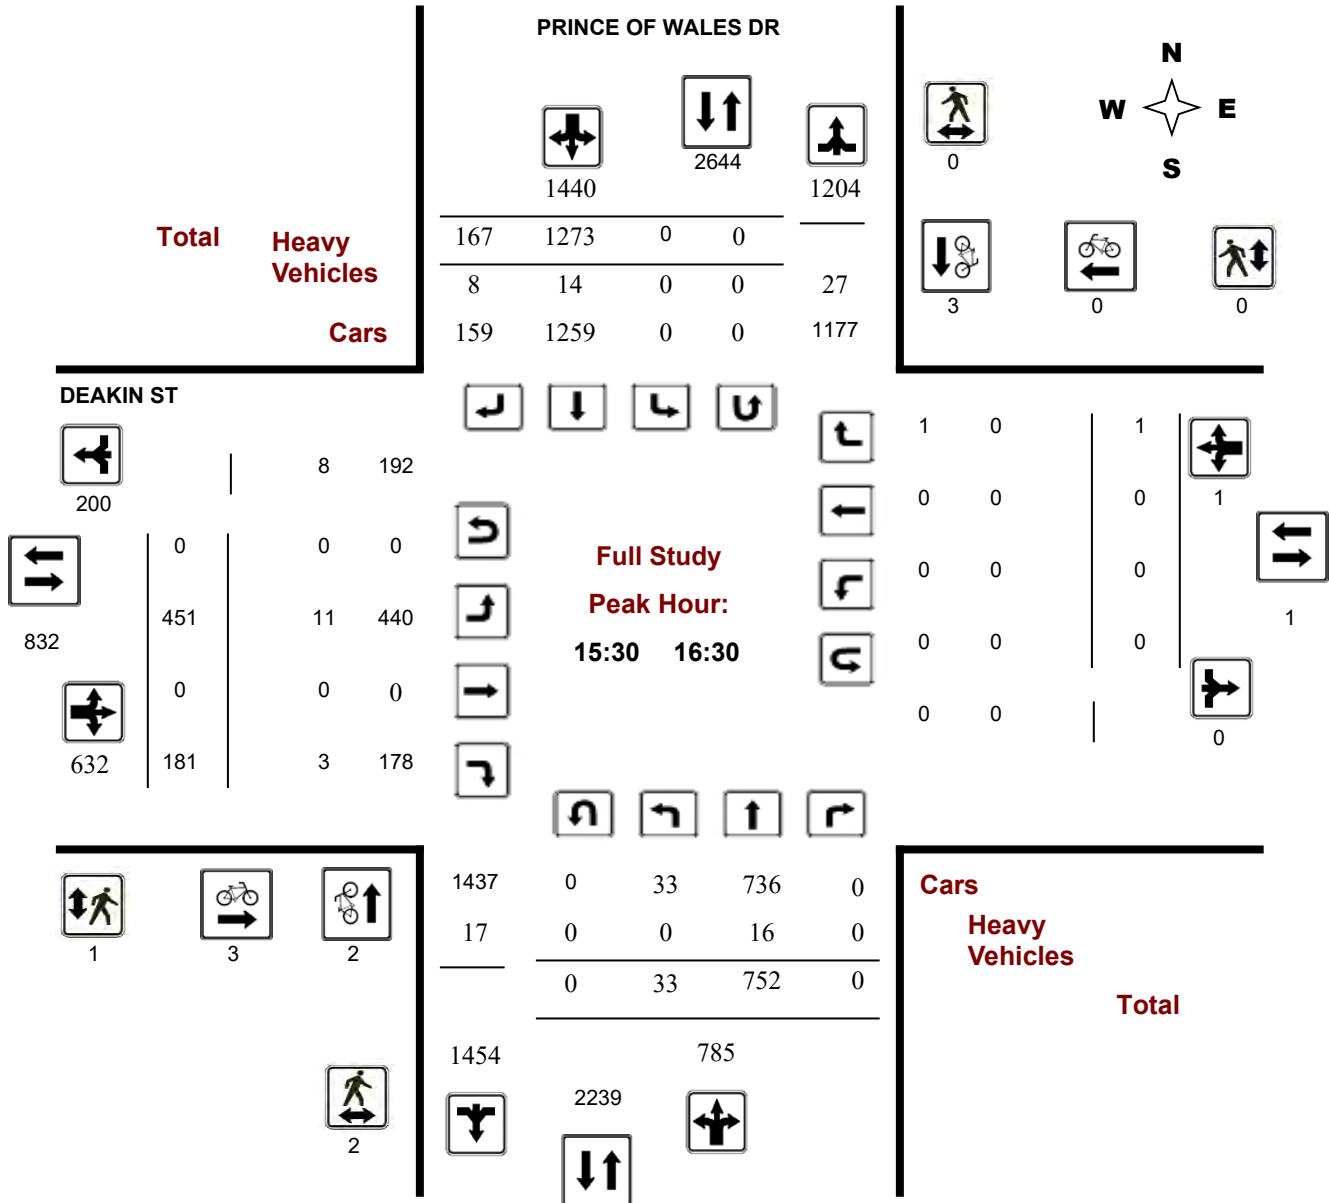 PRINCE OF WALES DR
N
W E
S
2644
0
1440 1204
Total Heavy Vehicles
167 1273 0 0
8 14 0 0 27
3 0 0
Cars 159 1259 0 0 1177
DEAKIN ST
1 0 1
8 192
200
0 0 0 1
0 0 0
Full Study
0 0 0
Peak Hour:
451 11 440
832
1
15:30 16:30
0 0 0
0 0 0
0 0
0
632 181 3 178
1437 0 33 736 0 Cars
17 0 0 16 0 Heavy
Vehicles
1 3 2
0 33 752 0
Total
1454 785
2239
2